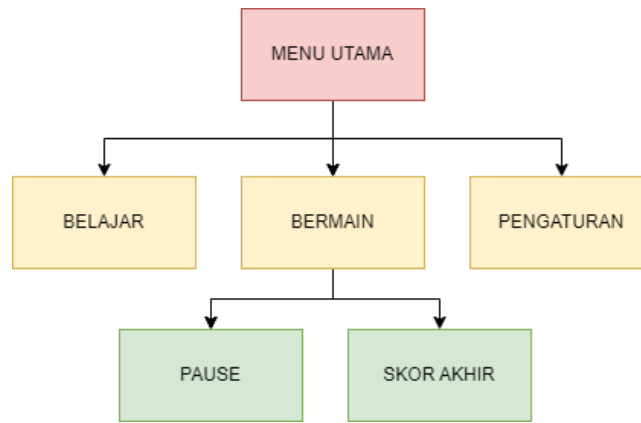 MENU UTAMA
BELAJAR
BERMAIN
PENGATURAN
PAUSE
SKOR AKHIR